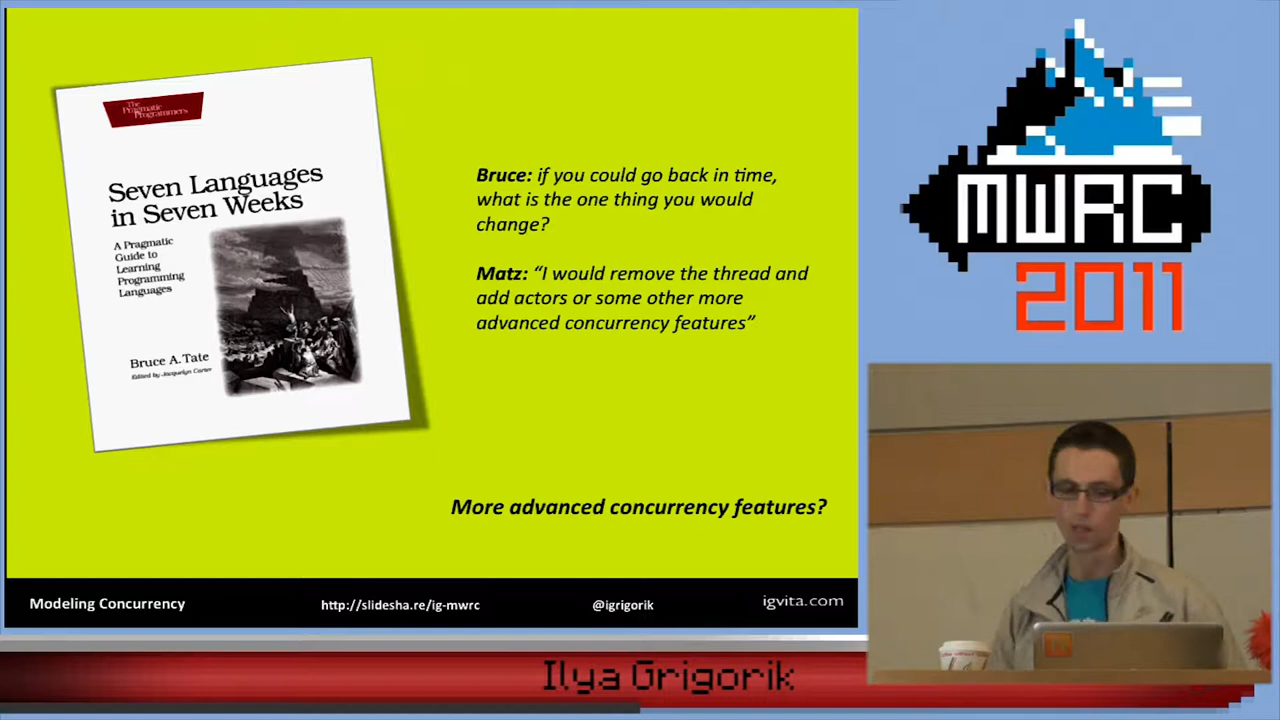 The
Pragmatic
Programmers
Seven Languages
in Seven Weeks
A Pragmatic
Guide to
Learning
Programming
Languages
Bruce A. Tate
Edited by Jacquelyn Carter
Bruce: if you could go back in time,
what is the one thing you would
change?
Matz: “I would remove the thread and
add actors or some other more
advanced concurrency features”
More advanced concurrency features?
Modeling Concurrency
http://slidesha.re/ig-mwrc
@igrigorik
igvita.com
MWRC
2011
Ilya Grigorik